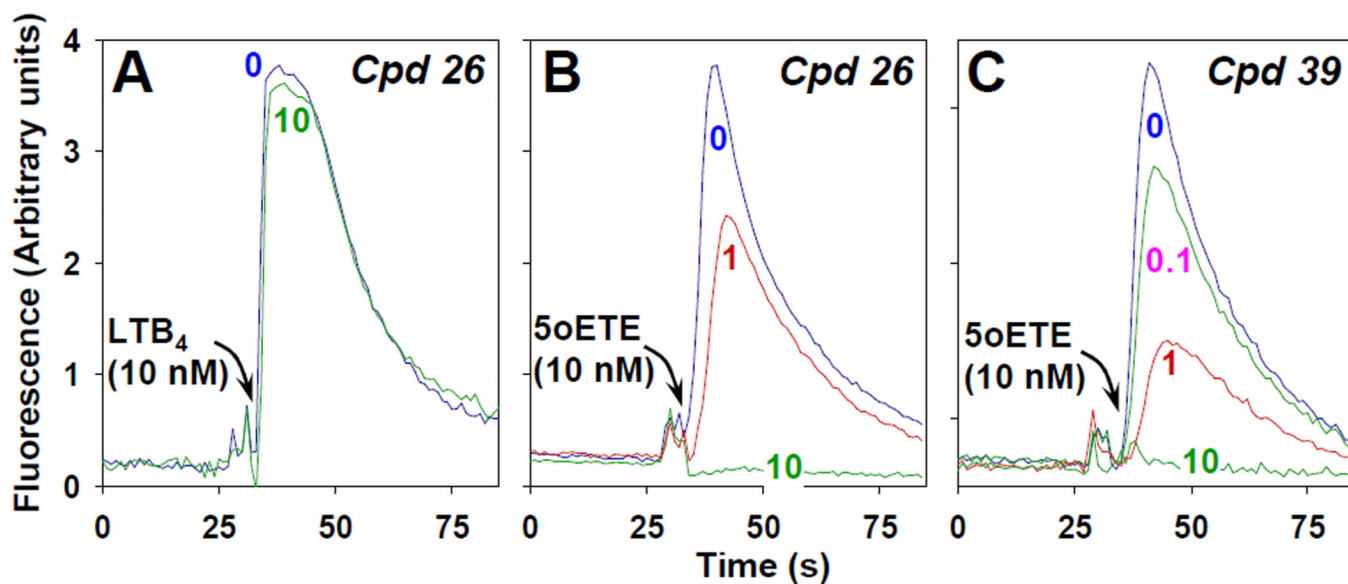 Fluorescence (Arbitrary units)
4
3
2
1
0
A
Cpd 26
0
10
LTB₄
(10 nM)
0
25
50
75
B
Cpd 26
0
1
5oETE
(10 nM)
10
0
25
50
75
C
Cpd 39
0
0.1
5oETE
(10 nM)
1
10
0
25
50
75
Time (s)